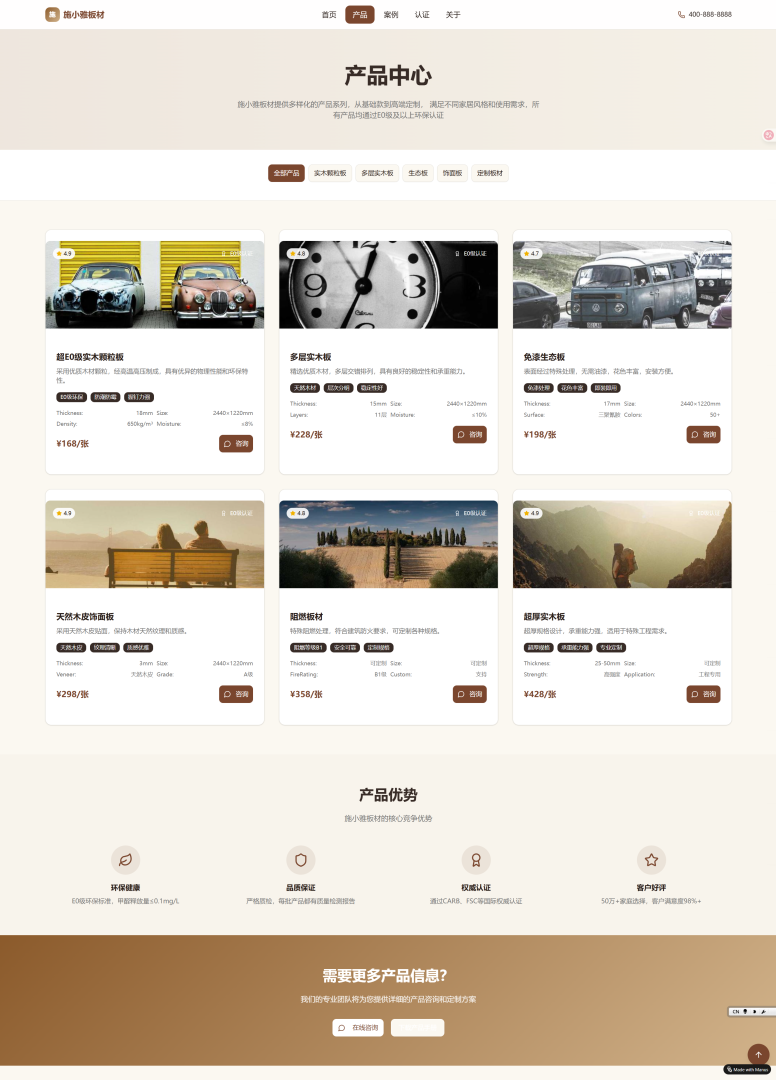 施 施小雅板材
首页 产品 案例 认证 关于
400-888-8888
产品中心
施小雅板材提供多样化的产品系列，从基础款到高端定制， 满足不同家居风格和使用需求，所
有产品均通过E0级及以上环保认证
全部产品 实木颗粒板 多层实木板 生态板 饰面板 定制板材
4.9 E0级认证
超E0级实木颗粒板
采用优质木材颗粒，经高温高压制成，具有优异的物理性能和环保特
性。
E0级环保 防潮防霉 握钉力强
Thickness: 18mm Size: 2440×1220mm
Density: 650kg/m³ Moisture: ≤8%
¥168/张 咨询
4.8 E0级认证
多层实木板
精选优质木材，多层交错排列，具有良好的稳定性和承重能力。
天然木材 层次分明 稳定性好
Thickness: 15mm Size: 2440×1220mm
Layers: 11层 Moisture: ≤10%
¥228/张 咨询
4.7
免漆生态板
表面经过特殊处理，无需油漆，花色丰富，安装方便。
免漆处理 花色丰富 即装即用
Thickness: 17mm Size: 2440×1220mm
Surface: 三聚氰胺 Colors: 50+
¥198/张 咨询
4.9 E0级认证
天然木皮饰面板
采用天然木皮贴面，保持木材天然纹理和质感。
天然木皮 纹理清晰 质感优雅
Thickness: 3mm Size: 2440×1220mm
Veneer: 天然木皮 Grade: A级
¥298/张 咨询
4.8 E0级认证
阻燃板材
特殊阻燃处理，符合建筑防火要求，可定制各种规格。
阻燃等级B1 安全可靠 定制规格
Thickness: 可定制 Size: 可定制
FireRating: B1级 Custom: 支持
¥358/张 咨询
4.9
超厚实木板
超厚规格设计，承重能力强，适用于特殊工程需求。
超厚规格 承重能力强 专业定制
Thickness: 25-50mm Size: 可定制
Strength: 高强度 Application: 工程专用
¥428/张 咨询
产品优势
施小雅板材的核心竞争优势
环保健康
E0级环保标准，甲醛释放量≤0.1mg/L
品质保证
严格质检，每批产品都有质量检测报告
权威认证
通过CARB、FSC等国际权威认证
客户好评
50万+家庭选择，客户满意度98%+
需要更多产品信息?
我们的专业团队将为您提供详细的产品咨询和定制方案
在线咨询
CN
Made with Manus